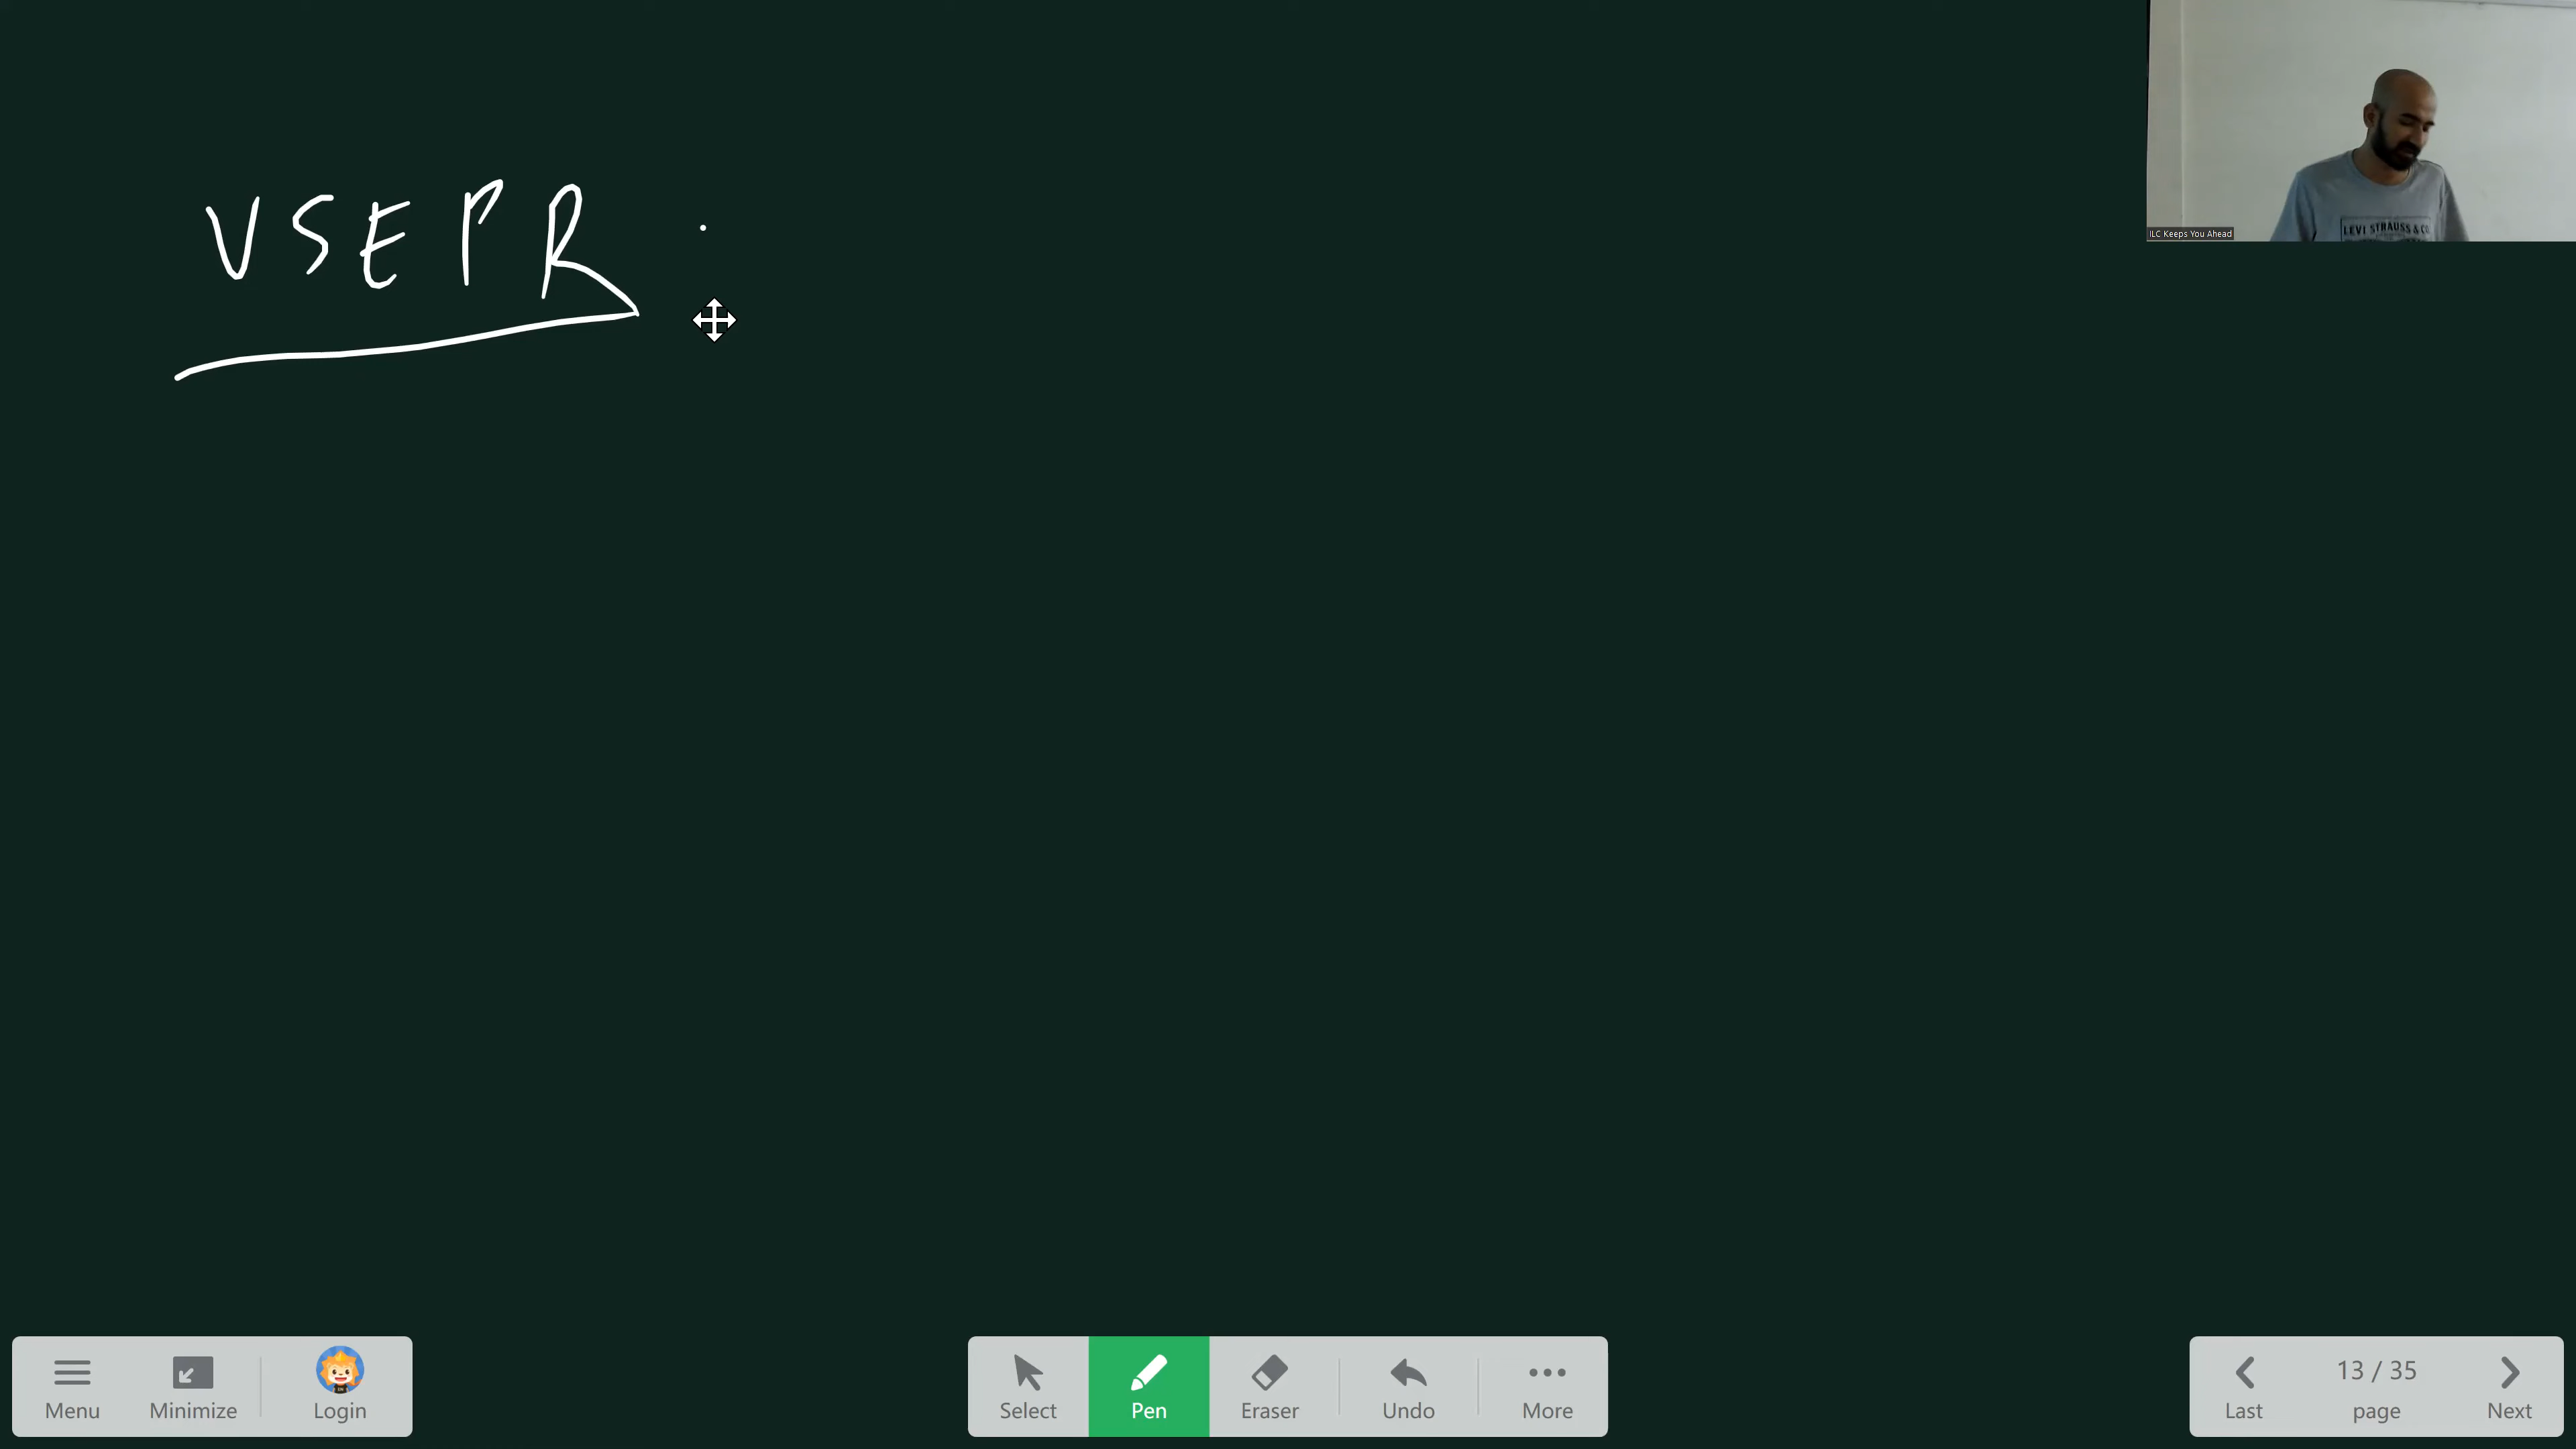 VSEPR :
LEVI STRAUSS & CO
ILC Keeps You Ahead
Menu
Minimize
Login
Select
Pen
Eraser
Undo
More
Last
13 / 35
page
Next